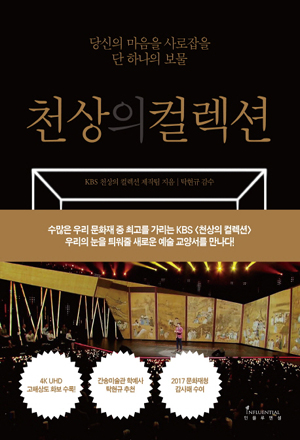 당신의 마음을 사로잡을
단 하나의 보물
천상의컬렉션
KBS 천상의 컬렉션 제작팀 지음 | 탁현규 감수
수많은 우리 문화재 중 최고를 가리는 KBS <천상의 컬렉션>
우리의 눈을 틔워줄 새로운 예술 교양서를 만나다!
4K UHD
고해상도 화보 수록!
간송미술관 학예사
탁현규 추천
2017 문화재청
감사패 수여
INFLUENTIAL
인플루엔셜